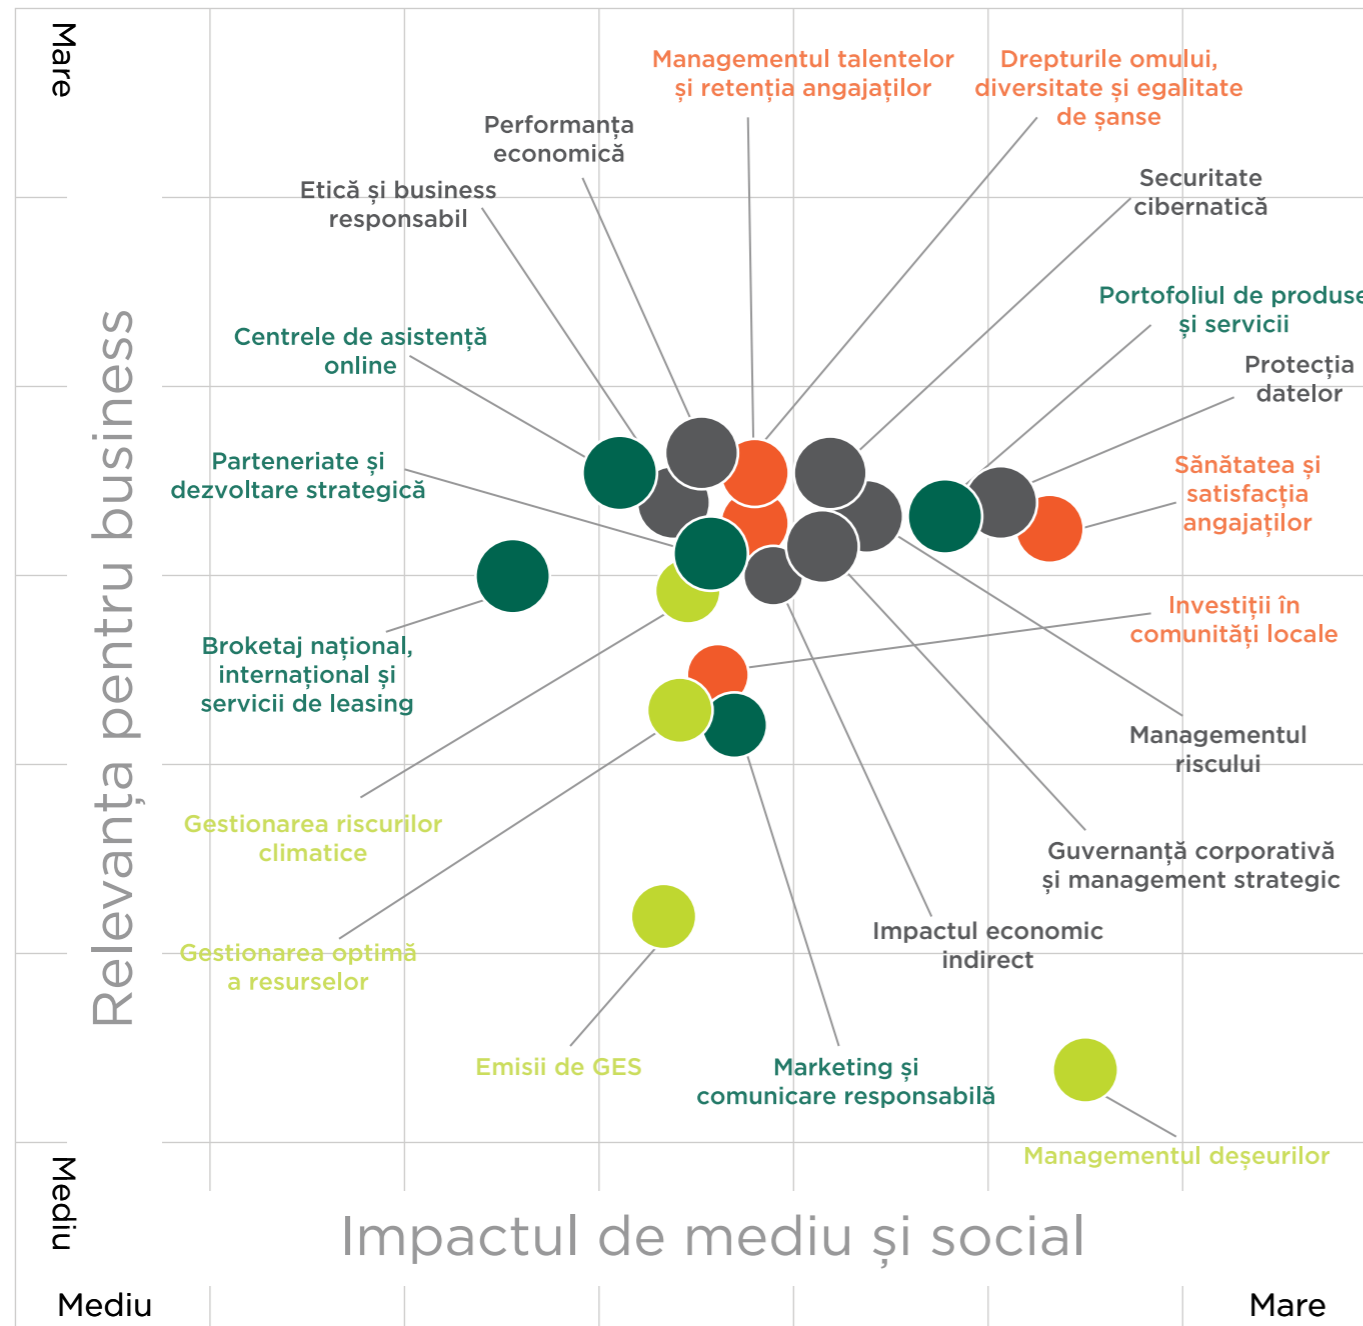 Mare
Managementul talentelor
și retenția angajaților
Drepturile omului,
diversitate și egalitate
de șanse
Performanța
economică
Etică și business
responsabil
Securitate
cibernatică
Portofoliul de produse
și servicii
Centrele de asistență
online
Protecția
datelor
Parteneriate și
dezvoltare strategică
Sănătatea și
satisfacția
angajaților
Investiții în
comunități locale
Broketaj național,
internațional și
servicii de leasing
Managementul
riscului
Gestionarea riscurilor
climatice
Guvernanță corporativă
și management strategic
Impactul economic
indirect
Gestionarea optimă
a resurselor
Emisii de GES
Marketing și
comunicare responsabilă
Managementul deșeurilor
Relevanța pentru business
Mediu
Impactul de mediu și social
Mediu
Mare